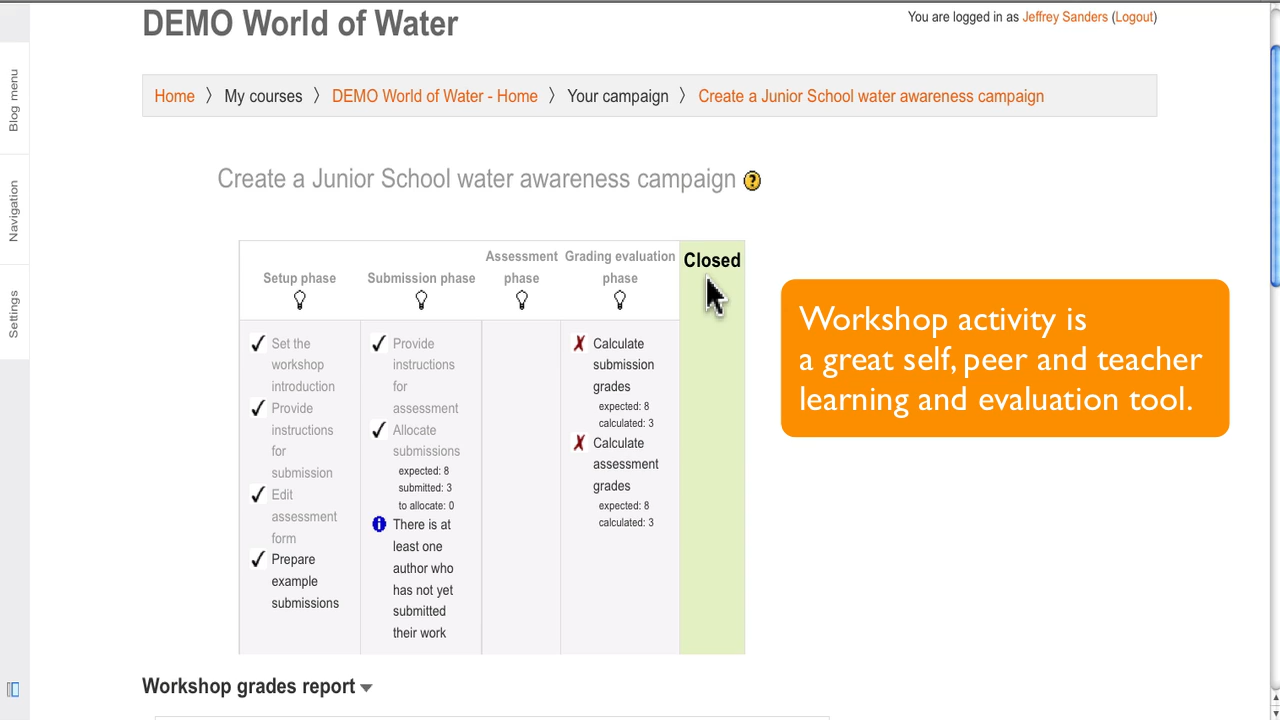 DEMO World of Water
You are logged in as Jeffrey Sanders (Logout)
Blog menu
Navigation
Settings
Home 〉 My courses 〉 DEMO World of Water - Home 〉 Your campaign 〉 Create a Junior School water awareness campaign
Create a Junior School water awareness campaign ?
Setup phase
Submission phase
Assessment
phase
Grading evaluation
phase
Closed
Set the
workshop
introduction
Provide
instructions
for
submission
Edit
assessment
form
Prepare
example
submissions
Provide
instructions
for
assessment
Allocate
submissions
expected: 8
submitted: 3
to allocate: 0
There is at
least one
author who
has not yet
submitted
their work
Calculate
submission
grades
expected: 8
calculated: 3
Calculate
assessment
grades
expected: 8
calculated: 3
Workshop activity is
a great self, peer and teacher
learning and evaluation tool.
Workshop grades report